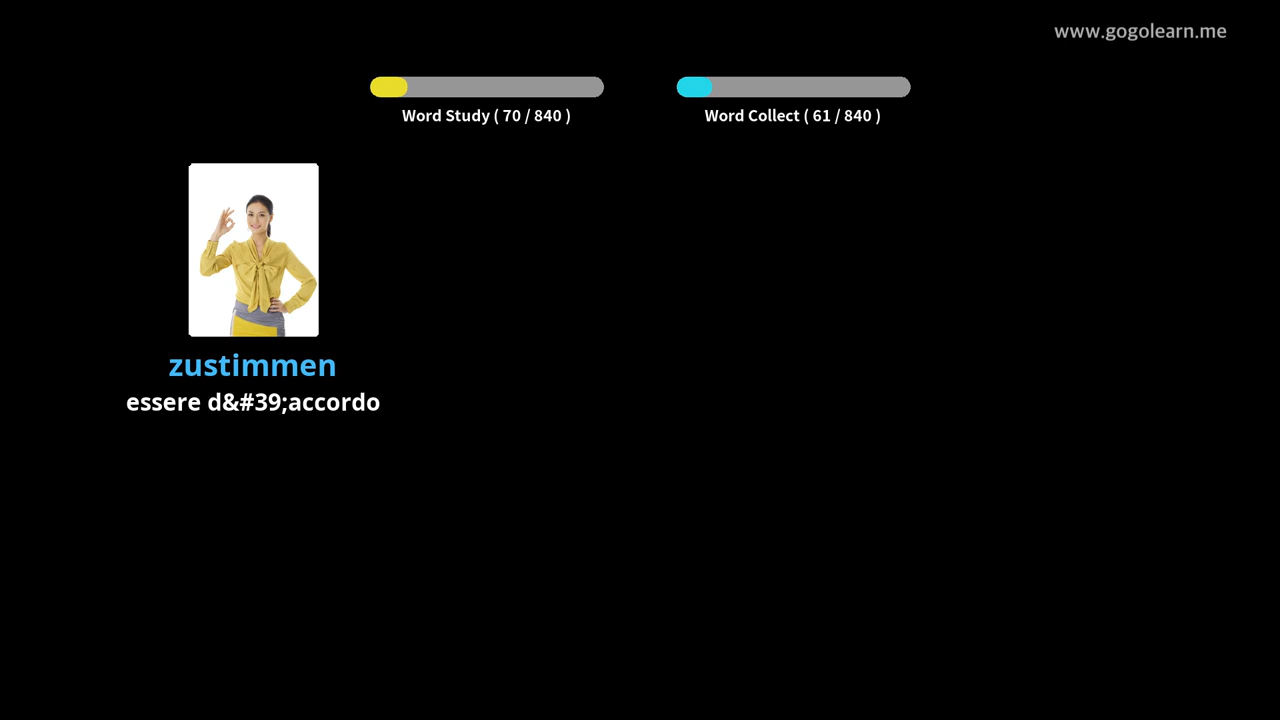 www.gogolearn.me
Word Study ( 70 / 840 )
Word Collect ( 61 / 840 )
zustimmen
essere d&#39;accordo